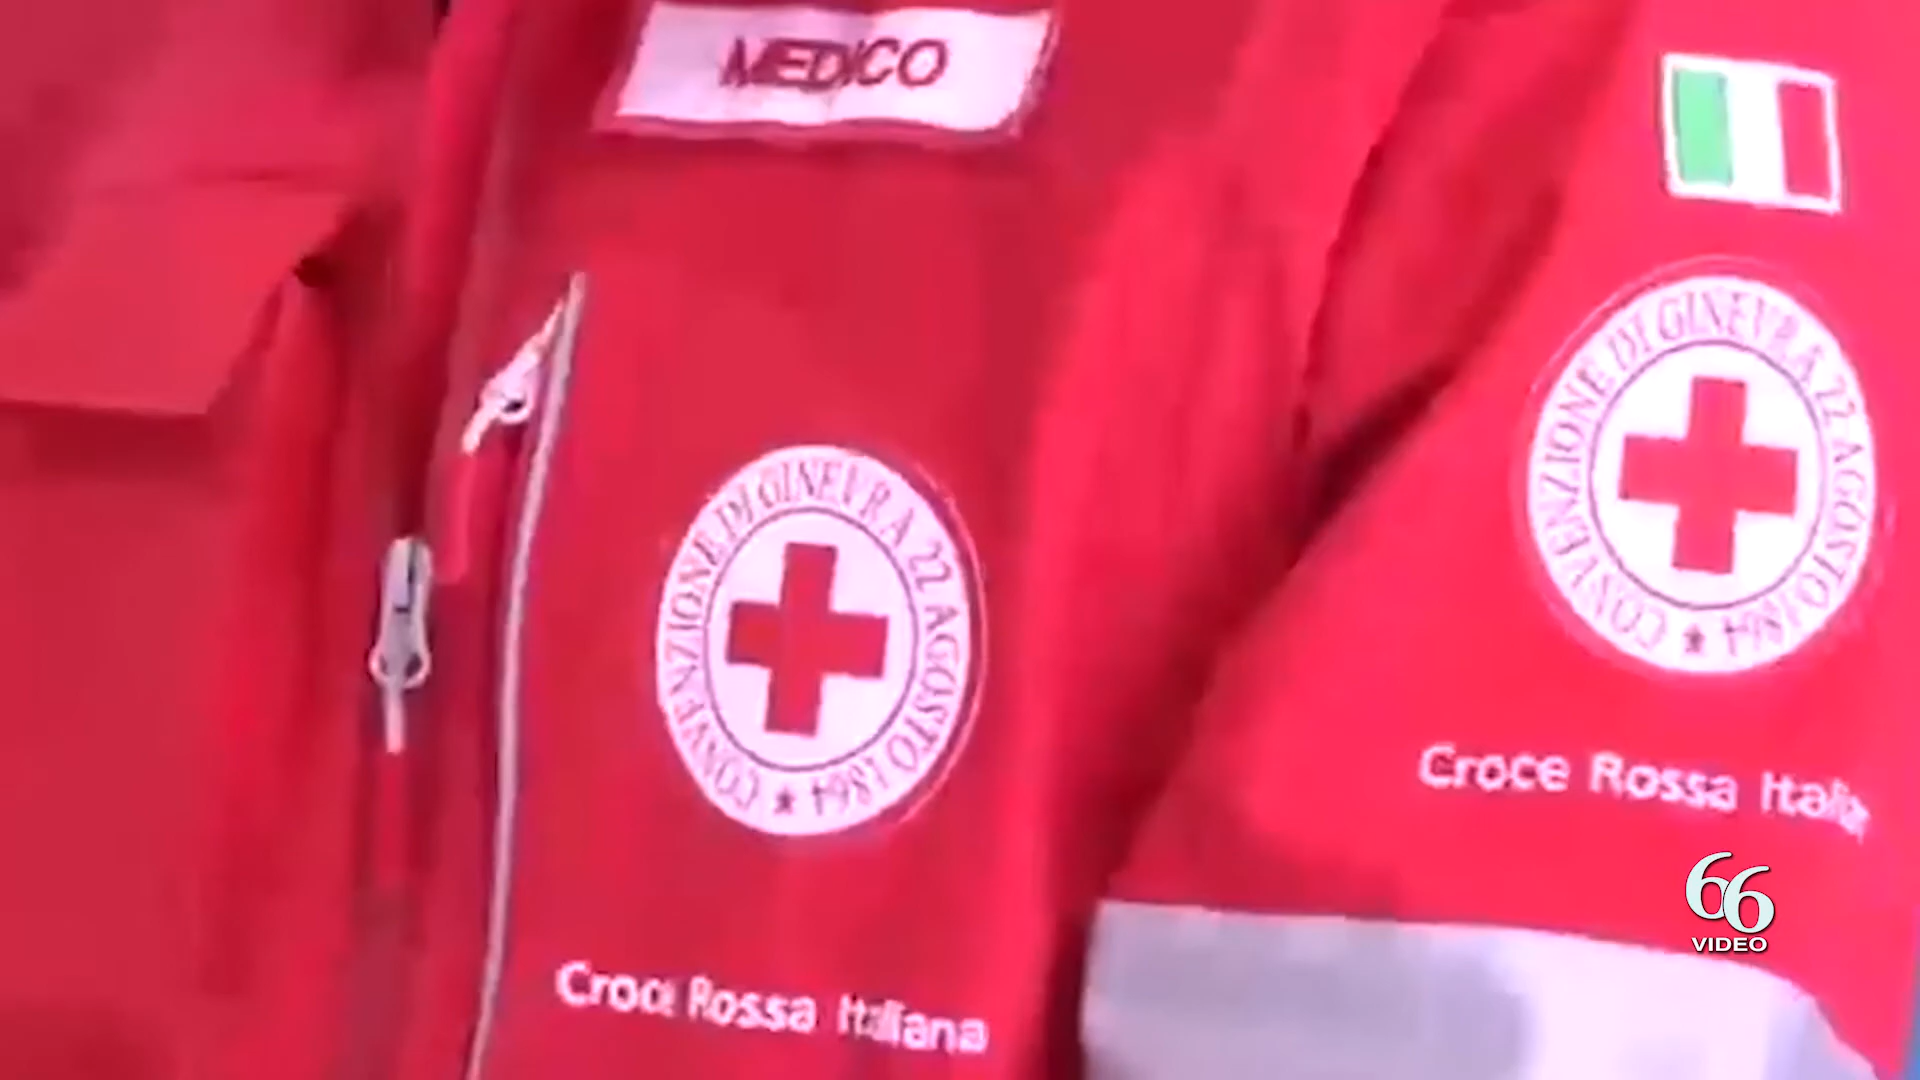 MEDICO
CONVENZIONE DI GINEVRA 22 AGOSTO 1864 ★
Croce Rossa Italiana
CONVENZIONE DI GINEVRA 22 AGOSTO 1864 ★
Croce Rossa Italia
66
VIDEO